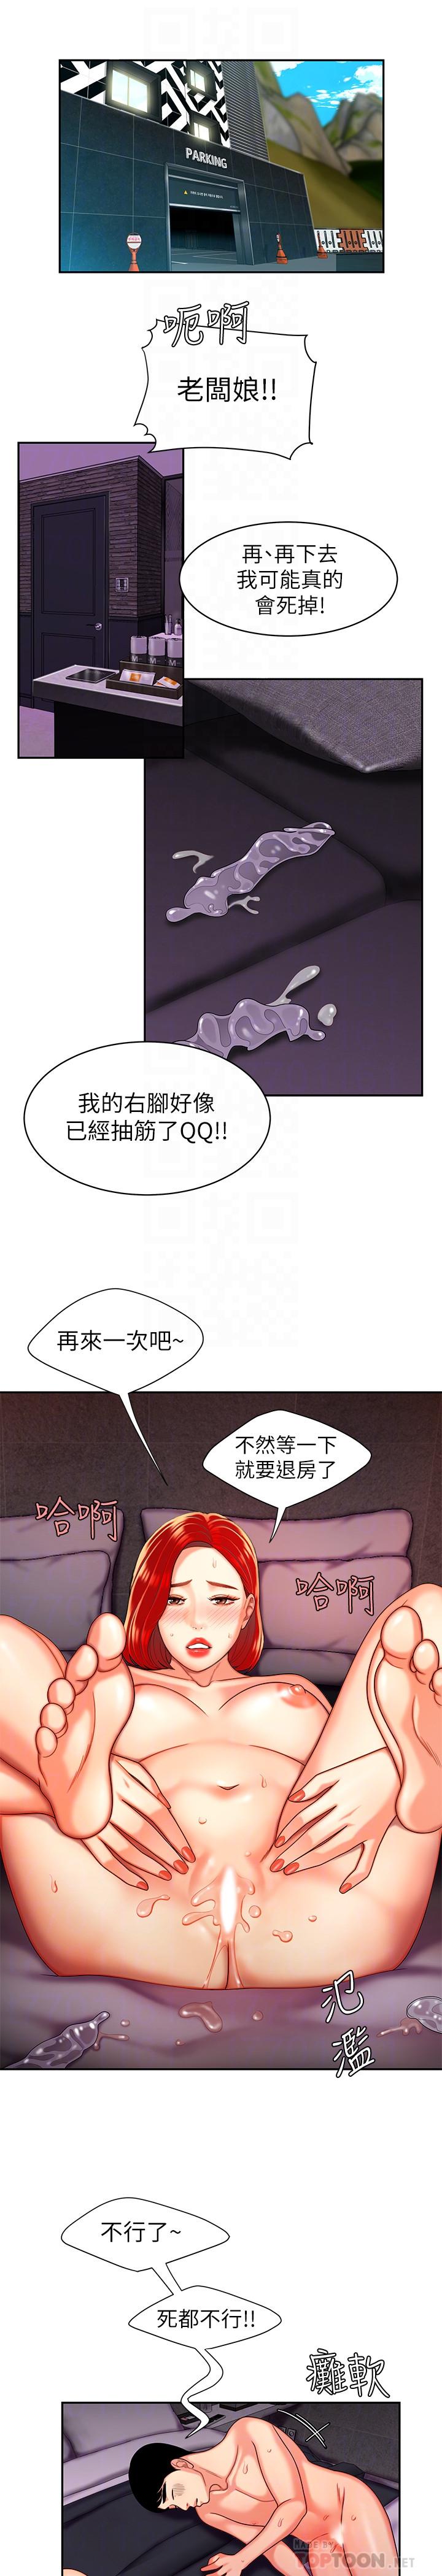 PARKING
呃啊
老闆娘!!
再、再下去
我可能真的
會死掉!
我的右腳好像
已經抽筋了QQ!!
再來一次吧~
不然等一下
就要退房了
哈啊
哈啊
氾
濫
不行了~
死都不行!!
癱軟
TOPTOON.NET